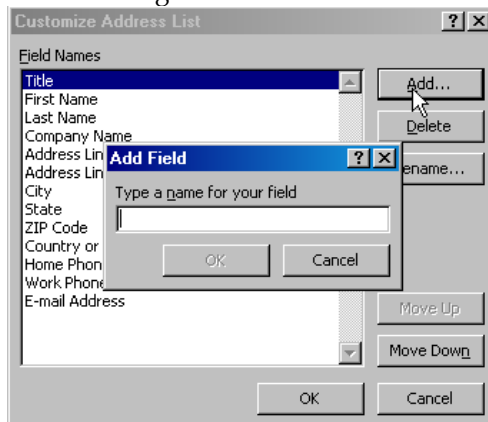 Customize Address List
Field Names
Title
First Name
Last Name
Company Name
Address Lin
Address Lin
City
State
ZIP Code
Country or
Home Phon
Work Phone
E-mail Address
Add...
Delete
ename...
Move Up
Move Down
OK
Cancel
Add Field
Type a name for your field
OK
Cancel